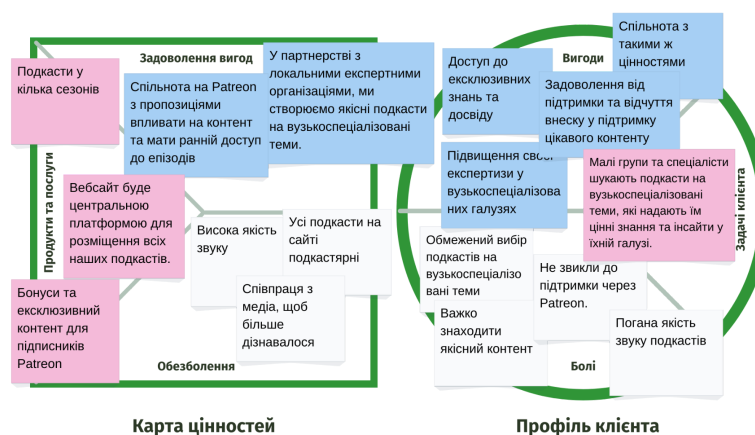 Задоволення вигод
Подкасти у
кілька сезонів
Спільнота на Patreon
з пропозиціями
впливати на контент
та мати ранній доступ
до епізодів
У партнерстві з
локальними експертними
організаціями, ми
створюємо якісні подкасти
на вузькоспеціалізовані
теми.
Продукти та послуги
Вебсайт буде
центральною
платформою для
розміщення всіх
наших подкастів.
Бонуси та
ексклюзивний
контент для
підписників
Patreon
Висока якість
звуку
Усі подкасти на
сайті
подкастярні
Співпраця з
медіа, щоб
більше
дізнавалося
Обезболення
Карта цінностей
Вигоди
Доступ до
ексклюзивних
знань та
досвіду
Спільнота з
такими ж
цінностями
Задоволення від
підтримки та відчуття
внеску у підтримку
цікавого контенту
Підвищення своєї
експертизи у
вузькоспеціалізова
них галузях
Малі групи та спеціалісти
шукають подкасти на
вузькоспеціалізовані
теми, які надають їм
цінні знання та інсайти у
їхній галузі.
Задачі клієнта
Обмежений вибір
подкастів на
вузькоспеціалізо
вані теми
Не звикли до
підтримки через
Patreon.
Важко
знаходити
якісний контент
Погана якість
звуку подкастів
Болі
Профіль клієнта